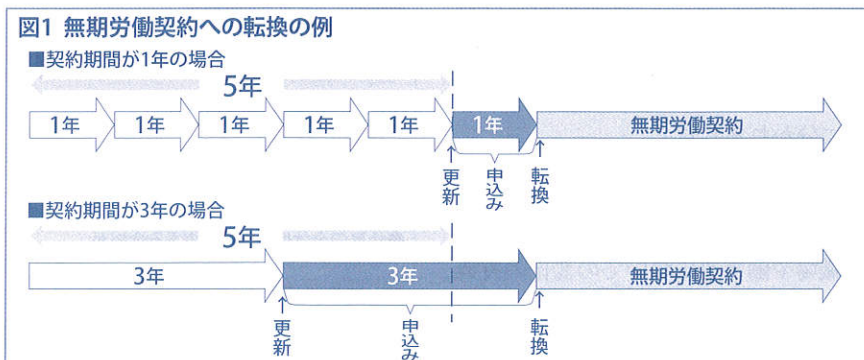 図1 無期労働契約への転換の例
■契約期間が1年の場合
5年
1年 1年 1年 1年 1年 1年 無期労働契約
更新 申込み 転換
■契約期間が3年の場合
5年
3年 3年 無期労働契約
更新 申込み 転換